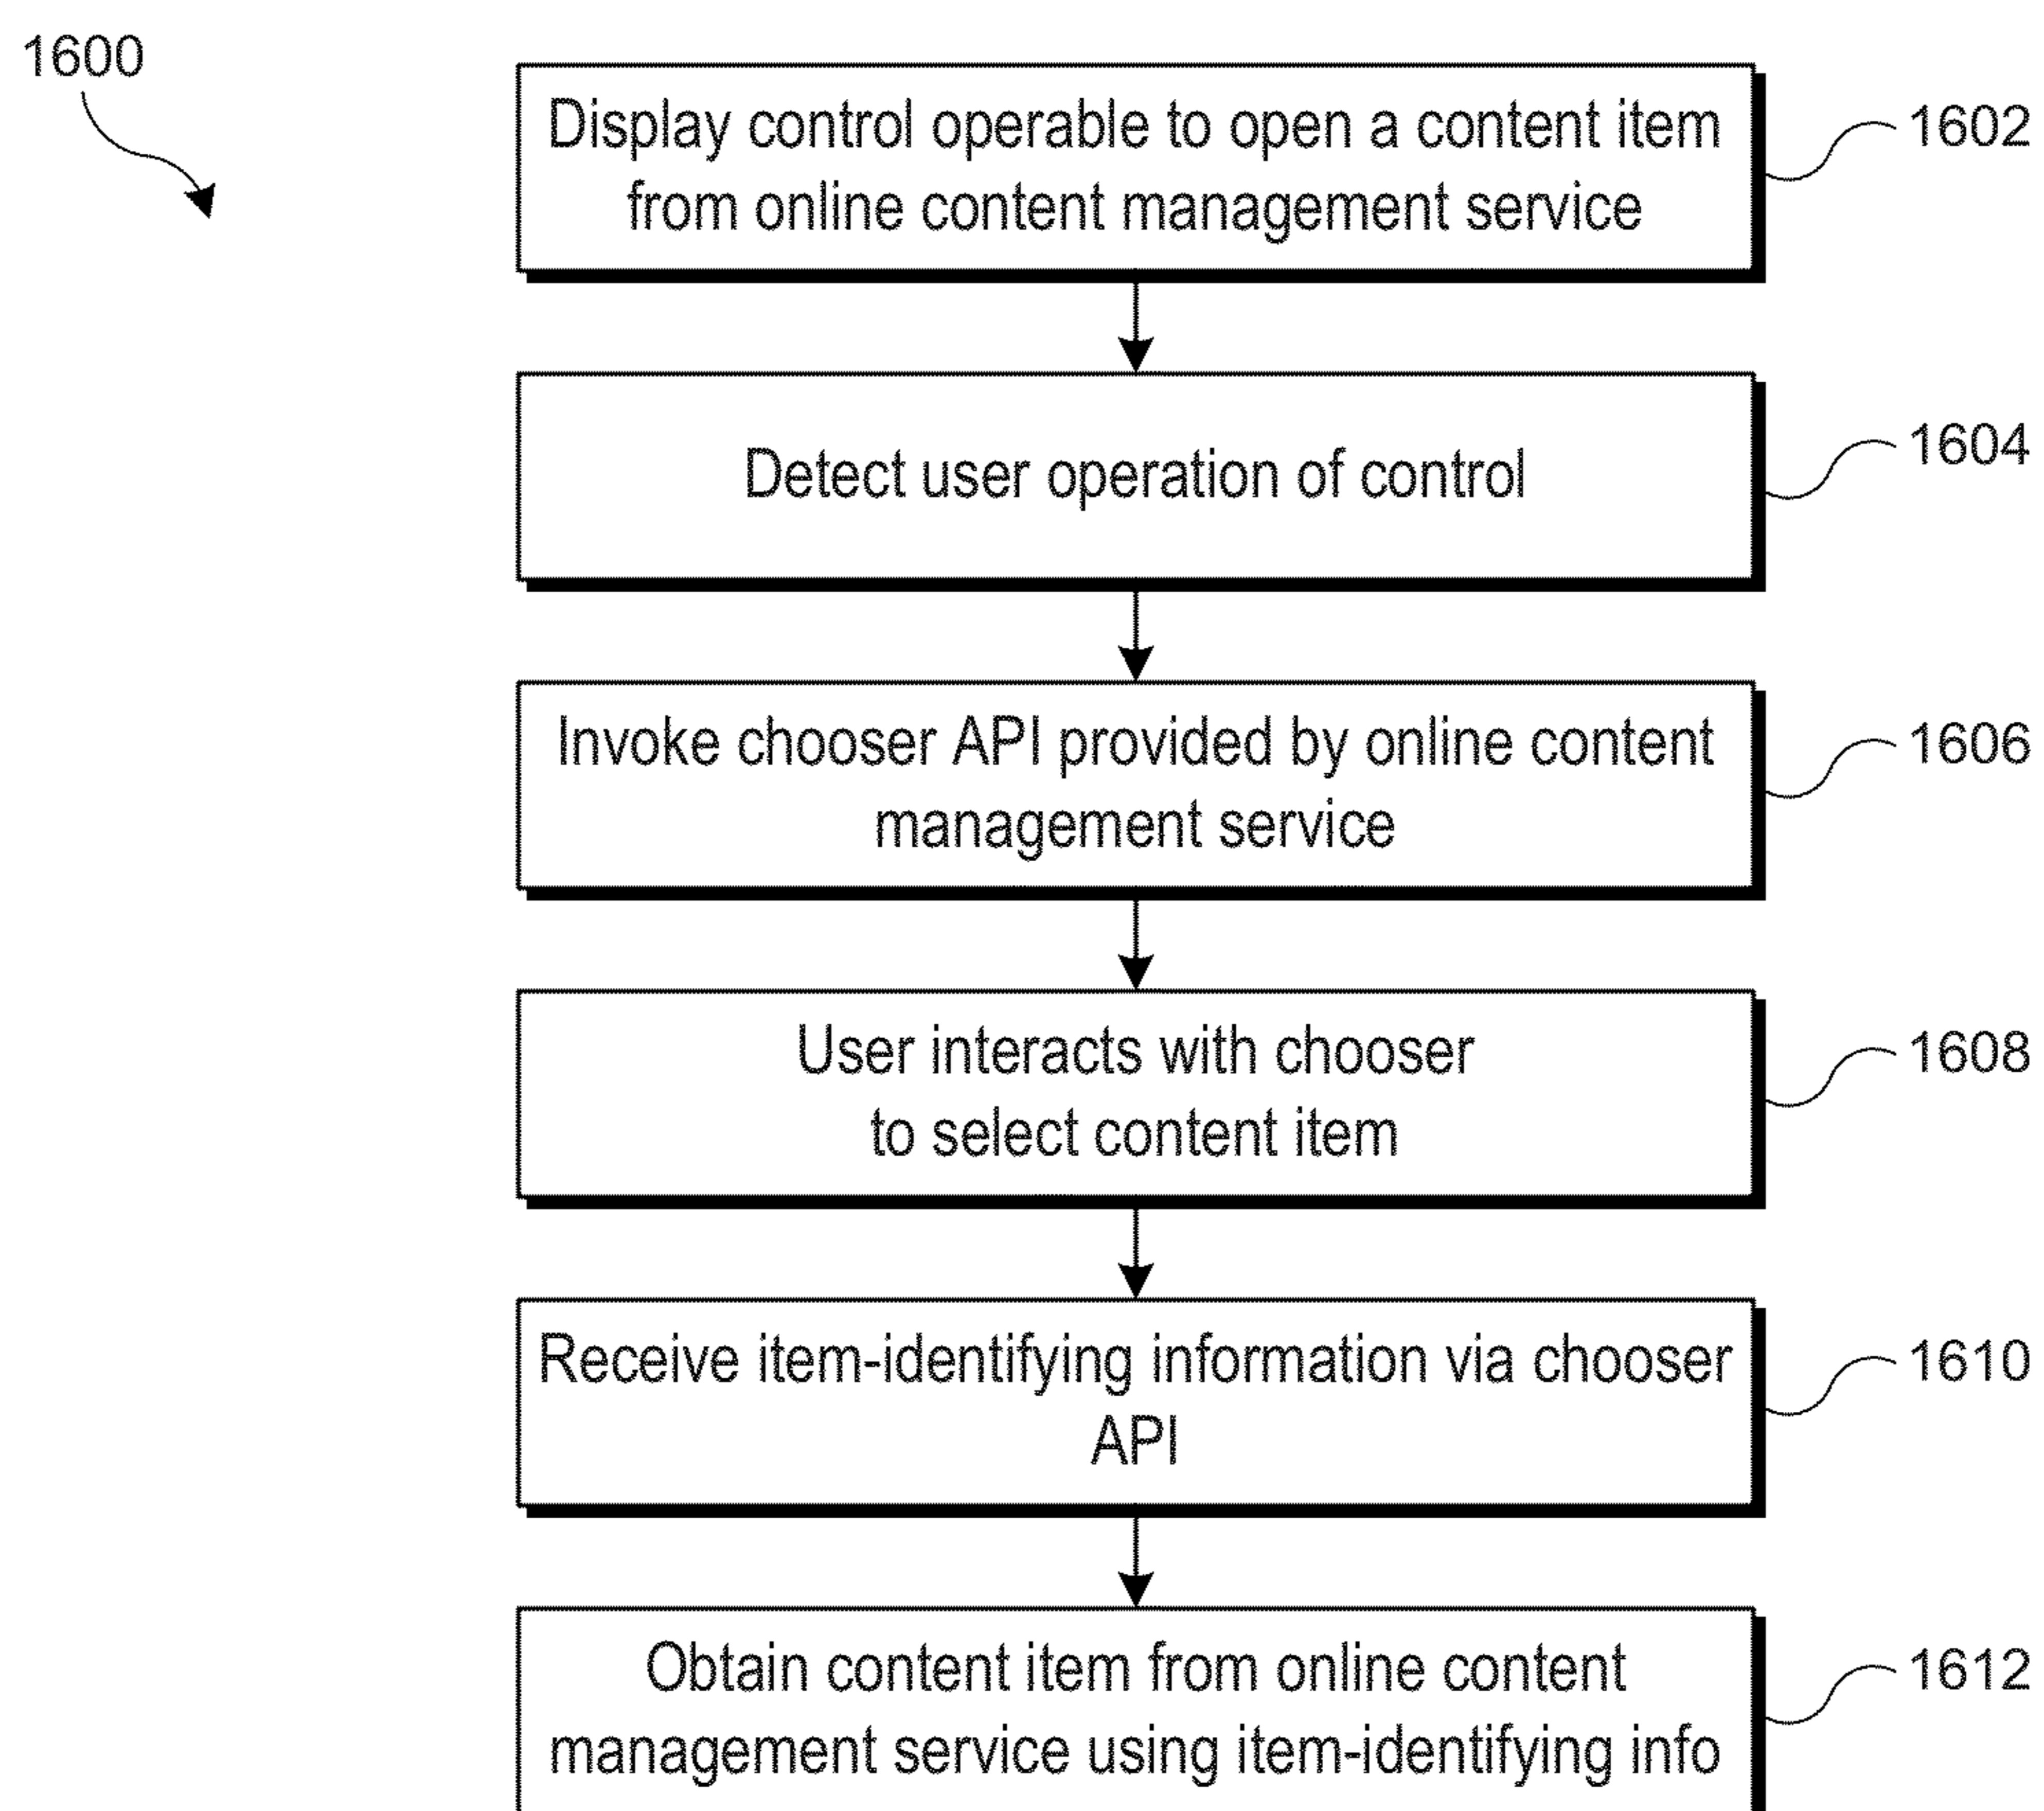 1600
Display control operable to open a content item
from online content management service
1602
Detect user operation of control
1604
Invoke chooser API provided by online content
management service
1606
User interacts with chooser
to select content item
1608
Receive item-identifying information via chooser
API
1610
Obtain content item from online content
management service using item-identifying info
1612